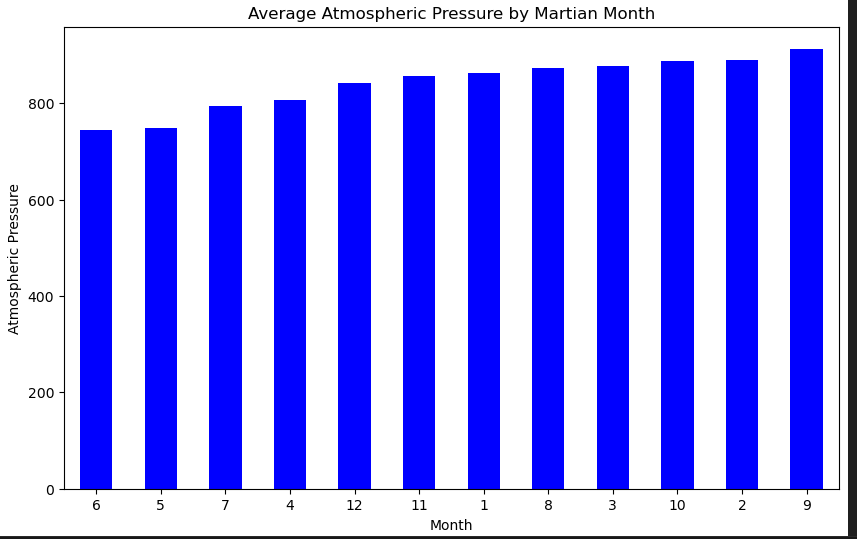 Average Atmospheric Pressure by Martian Month
Atmospheric Pressure
800
600
400
200
0
6 5 7 4 12 11 1 8 3 10 2 9
Month